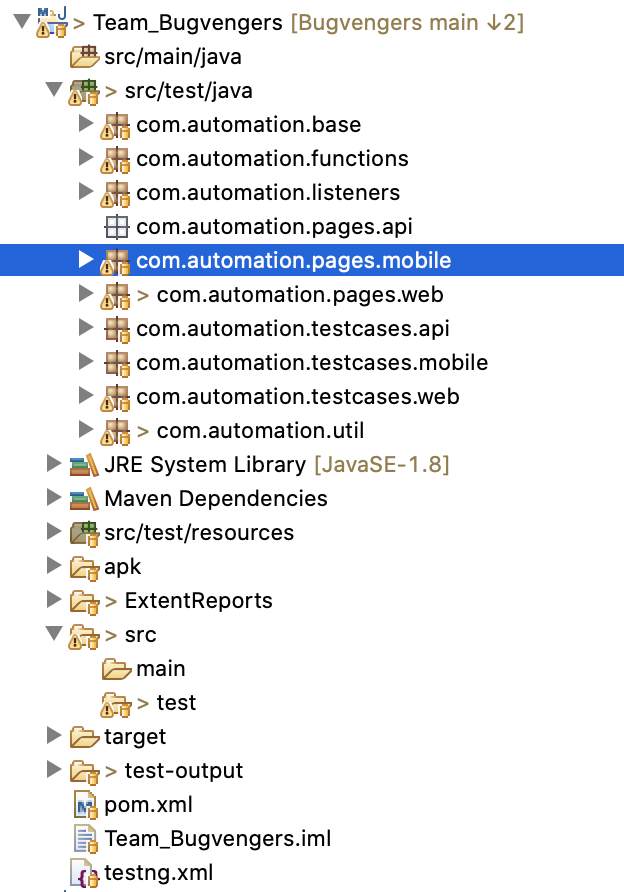 > Team_Bugvengers [Bugvengers main ↓2]
src/main/java
> src/test/java
com.automation.base
com.automation.functions
com.automation.listeners
com.automation.pages.api
com.automation.pages.mobile
> com.automation.pages.web
com.automation.testcases.api
com.automation.testcases.mobile
com.automation.testcases.web
> com.automation.util
JRE System Library [JavaSE-1.8]
Maven Dependencies
src/test/resources
apk
> ExtentReports
> src
main
> test
target
> test-output
pom.xml
Team_Bugvengers.iml
testng.xml